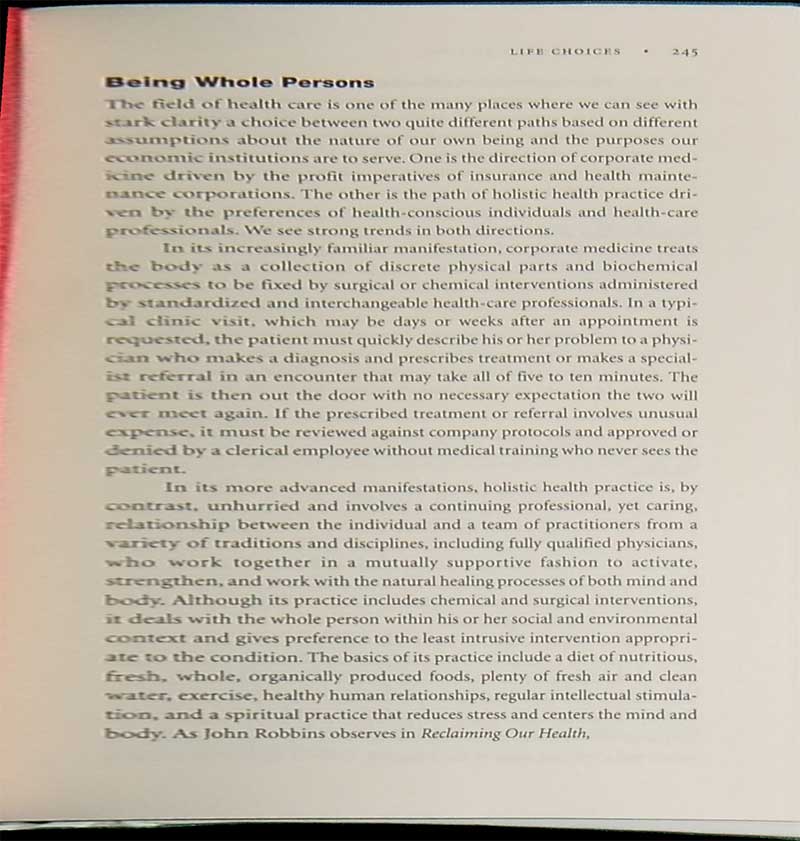 LIFE CHOICES • 245
Being Whole Persons
The field of health care is one of the many places where we can see with
stark clarity a choice between two quite different paths based on different
assumptions about the nature of our own being and the purposes our
economic institutions are to serve. One is the direction of corporate med-
icine driven by the profit imperatives of insurance and health mainte-
nance corporations. The other is the path of holistic health practice dri-
ven by the preferences of health-conscious individuals and health-care
professionals. We see strong trends in both directions.
In its increasingly familiar manifestation, corporate medicine treats
the body as a collection of discrete physical parts and biochemical
processes to be fixed by surgical or chemical interventions administered
by standardized and interchangeable health-care professionals. In a typi-
cal clinic visit, which may be days or weeks after an appointment is
requested, the patient must quickly describe his or her problem to a physi-
cian who makes a diagnosis and prescribes treatment or makes a special-
ist referral in an encounter that may take all of five to ten minutes. The
patient is then out the door with no necessary expectation the two will
ever meet again. If the prescribed treatment or referral involves unusual
expense, it must be reviewed against company protocols and approved or
denied by a clerical employee without medical training who never sees the
patient.
In its more advanced manifestations, holistic health practice is, by
contrast, unhurried and involves a continuing professional, yet caring,
relationship between the individual and a team of practitioners from a
variety of traditions and disciplines, including fully qualified physicians,
who work together in a mutually supportive fashion to activate,
strengthen, and work with the natural healing processes of both mind and
body. Although its practice includes chemical and surgical interventions,
it deals with the whole person within his or her social and environmental
context and gives preference to the least intrusive intervention appropri-
ate to the condition. The basics of its practice include a diet of nutritious,
fresh, whole, organically produced foods, plenty of fresh air and clean
water, exercise, healthy human relationships, regular intellectual stimula-
tion, and a spiritual practice that reduces stress and centers the mind and
body. As John Robbins observes in Reclaiming Our Health,